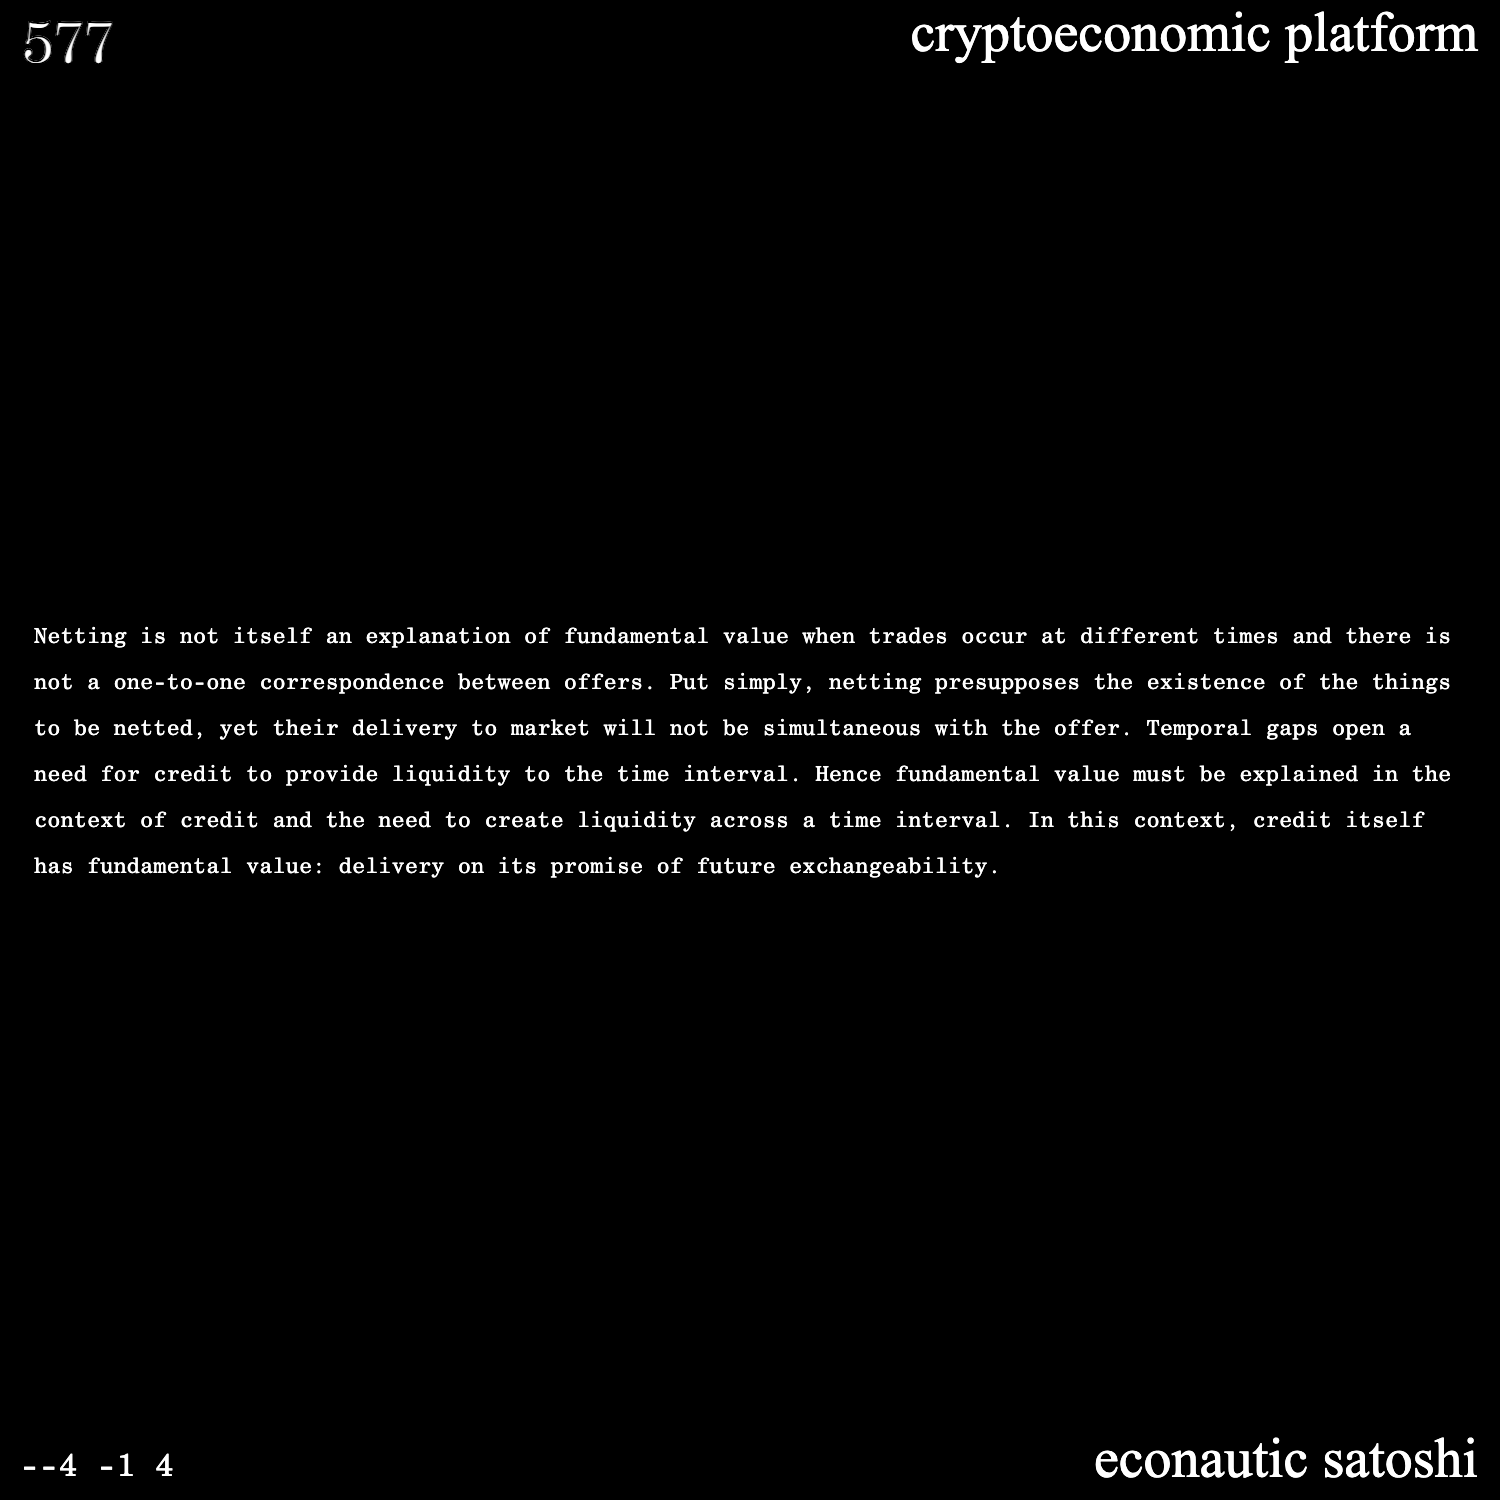 577
cryptoeconomic platform
Netting is not itself an explanation of fundamental value when trades occur at different times and there is
not a one-to-one correspondence between offers. Put simply, netting presupposes the existence of the things
to be netted, yet their delivery to market will not be simultaneous with the offer. Temporal gaps open a
need for credit to provide liquidity to the time interval. Hence fundamental value must be explained in the
context of credit and the need to create liquidity across a time interval. In this context, credit itself
has fundamental value: delivery on its promise of future exchangeability.
--4 -1 4
econautic satoshi